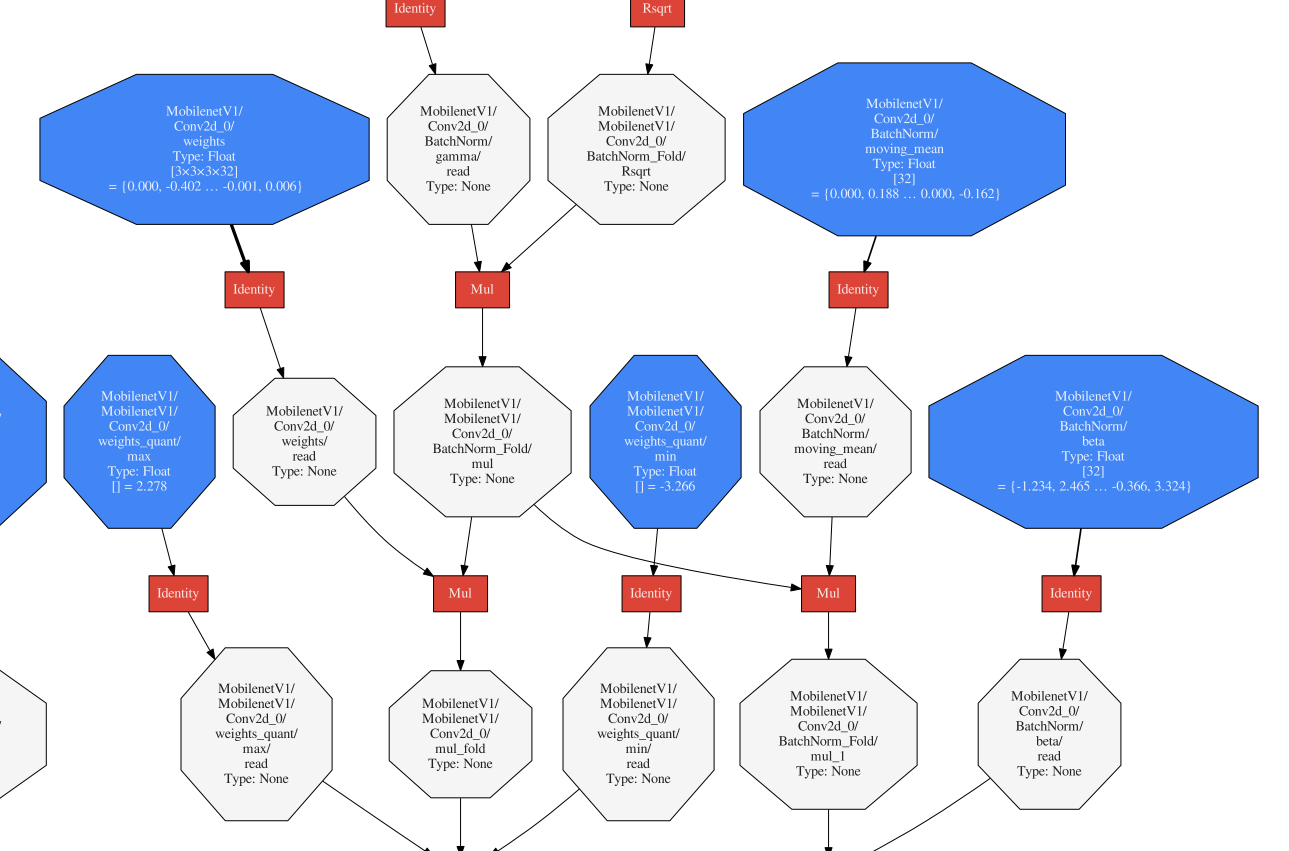 Identity
Rsqrt
MobilenetV1/
Conv2d_0/
weights
Type: Float
[3×3×3×32]
= {0.000, -0.402 … -0.001, 0.006}
MobilenetV1/
Conv2d_0/
BatchNorm/
gamma/
read
Type: None
MobilenetV1/
MobilenetV1/
Conv2d_0/
BatchNorm_Fold/
Rsqrt
Type: None
MobilenetV1/
Conv2d_0/
BatchNorm/
moving_mean
Type: Float
[32]
= {0.000, 0.188 … 0.000, -0.162}
Identity
Mul
Identity
MobilenetV1/
MobilenetV1/
Conv2d_0/
weights_quant/
max
Type: Float
[] = 2.278
MobilenetV1/
Conv2d_0/
weights/
read
Type: None
MobilenetV1/
MobilenetV1/
Conv2d_0/
BatchNorm_Fold/
mul
Type: None
MobilenetV1/
MobilenetV1/
Conv2d_0/
weights_quant/
min
Type: Float
[] = -3.266
MobilenetV1/
Conv2d_0/
BatchNorm/
moving_mean/
read
Type: None
MobilenetV1/
Conv2d_0/
BatchNorm/
beta
Type: Float
[32]
= {-1.234, 2.465 … -0.366, 3.324}
Identity
Mul
Identity
Mul
Identity
MobilenetV1/
MobilenetV1/
Conv2d_0/
weights_quant/
max/
read
Type: None
MobilenetV1/
MobilenetV1/
Conv2d_0/
mul_fold
Type: None
MobilenetV1/
MobilenetV1/
Conv2d_0/
weights_quant/
min/
read
Type: None
MobilenetV1/
MobilenetV1/
Conv2d_0/
BatchNorm_Fold/
mul_1
Type: None
MobilenetV1/
Conv2d_0/
BatchNorm/
beta/
read
Type: None